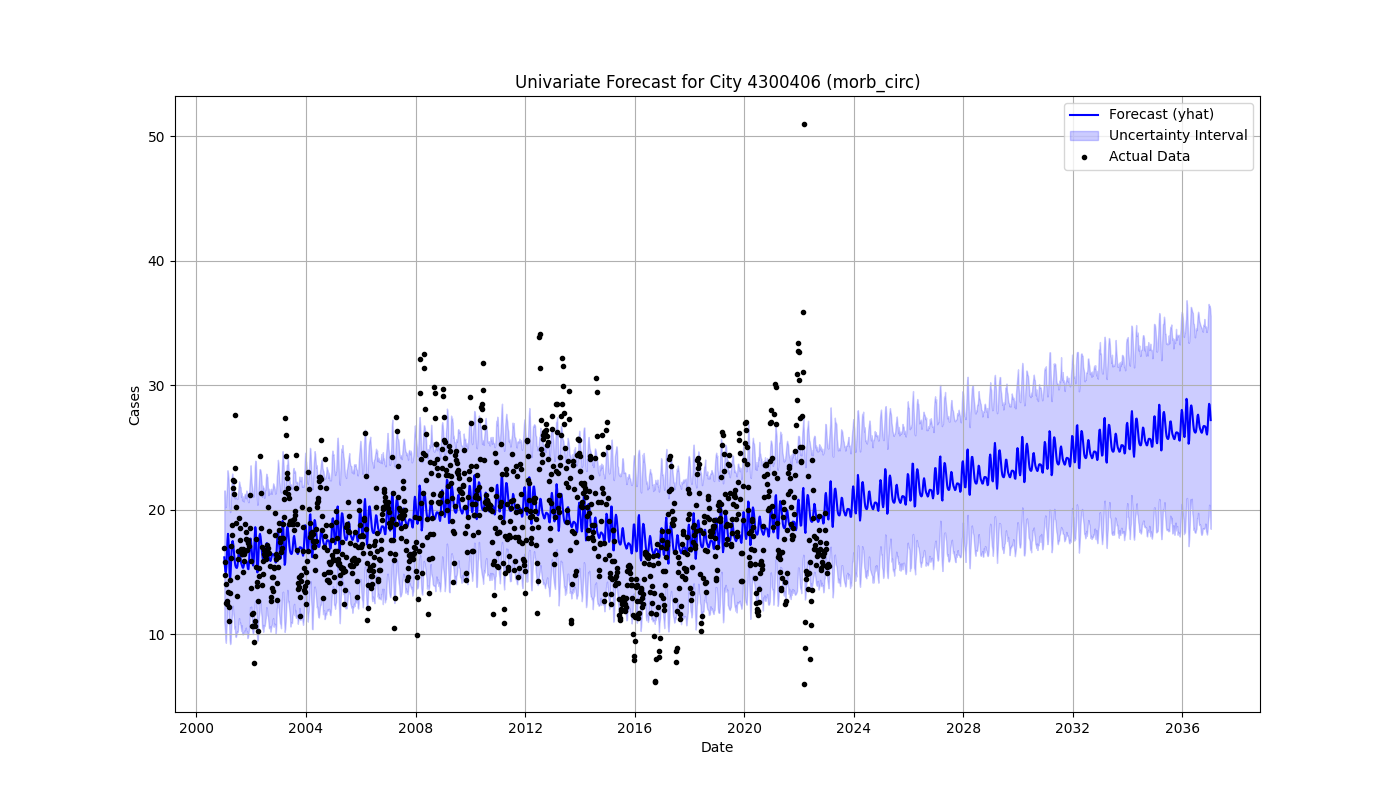 Univariate Forecast for City 4300406 (morb_circ)
Forecast (yhat)
Uncertainty Interval
Actual Data
Cases
50
40
30
20
10
2000 2004 2008 2012 2016 2020 2024 2028 2032 2036
Date